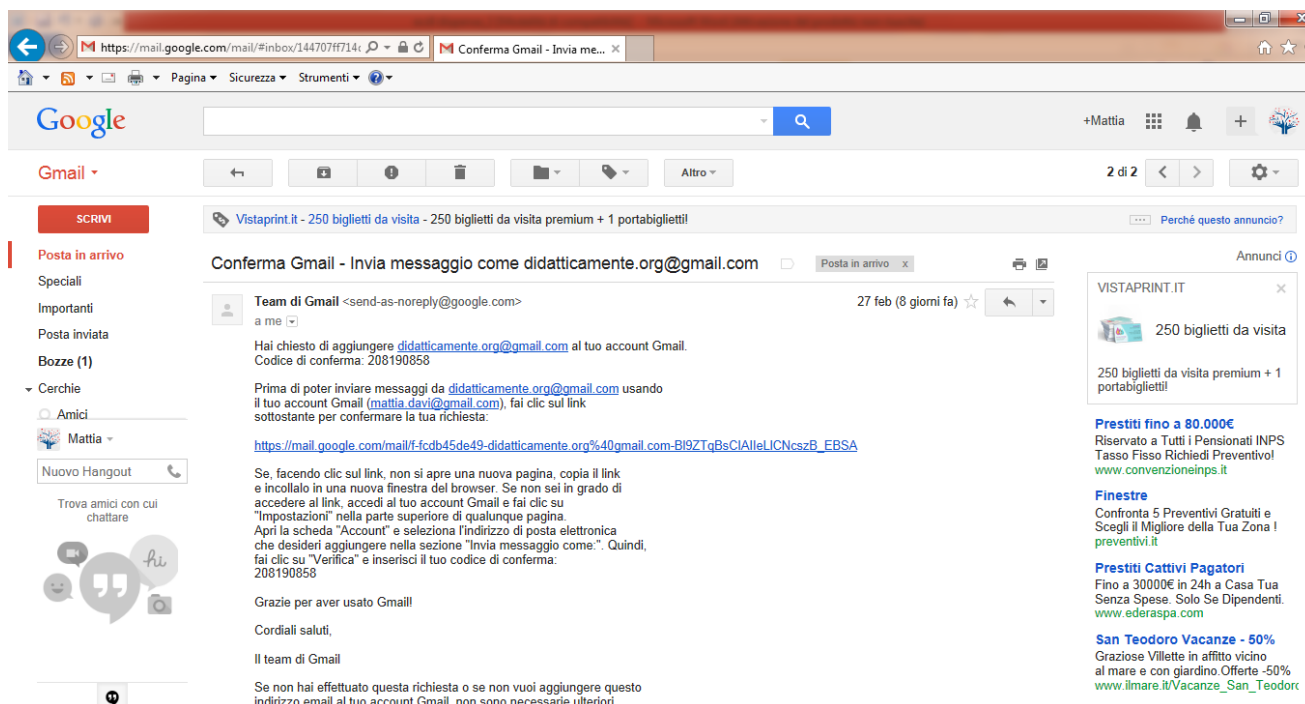 https://mail.google.com/mail/#inbox/144707ff714c
Conferma Gmail - Invia me...
Pagina Sicurezza Strumenti
Google
+Mattia
Gmail
Altro
2 di 2
SCRIVI
Vistaprint.it - 250 biglietti da visita - 250 biglietti da visita premium + 1 portabiglietti!
Perché questo annuncio?
Posta in arrivo
Speciali
Importanti
Posta inviata
Bozze (1)
Cerchie
Amici
Mattia
Nuovo Hangout
Trova amici con cui
chattare
hi
Conferma Gmail - Invia messaggio come didatticamente.org@gmail.com
Posta in arrivo x
Team di Gmail <send-as-noreply@google.com>
27 feb (8 giorni fa)
a me
Hai chiesto di aggiungere didatticamente.org@gmail.com al tuo account Gmail.
Codice di conferma: 208190858
Prima di poter inviare messaggi da didatticamente.org@gmail.com usando
il tuo account Gmail (mattia.davi@gmail.com), fai clic sul link
sottostante per confermare la tua richiesta:
https://mail.google.com/mail/f-fcdb45de49-didatticamente.org%40gmail.com-BI9ZTqBsCIAIIeLICNcszB_EBSA
Se, facendo clic sul link, non si apre una nuova pagina, copia il link
e incollalo in una nuova finestra del browser. Se non sei in grado di
accedere al link, accedi al tuo account Gmail e fai clic su
"Impostazioni" nella parte superiore di qualunque pagina.
Apri la scheda "Account" e seleziona l'indirizzo di posta elettronica
che desideri aggiungere nella sezione "Invia messaggio come:". Quindi,
fai clic su "Verifica" e inserisci il tuo codice di conferma:
208190858
Grazie per aver usato Gmail!
Cordiali saluti,
Il team di Gmail
Se non hai effettuato questa richiesta o se non vuoi aggiungere questo
indirizzo email al tuo account Gmail, non sono necessarie ulteriori
Annunci
VISTAPRINT.IT
250 biglietti da visita
250 biglietti da visita premium + 1
portabiglietti!
Prestiti fino a 80.000€
Riservato a Tutti i Pensionati INPS
Tasso Fisso Richiedi Preventivo!
www.convenzioneinps.it
Finestre
Confronta 5 Preventivi Gratuiti e
Scegli il Migliore della Tua Zona !
preventivi.it
Prestiti Cattivi Pagatori
Fino a 30000€ in 24h a Casa Tua
Senza Spese. Solo Se Dipendenti.
www.ederaspa.com
San Teodoro Vacanze - 50%
Graziose Villette in affitto vicino
al mare e con giardino.Offerte -50%
www.ilmare.it/Vacanze_San_Teodoro